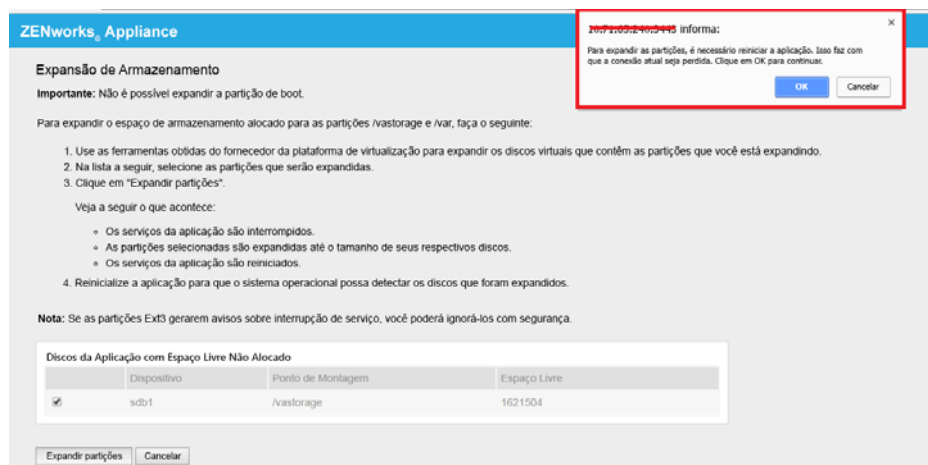 ZENworks® Appliance
informa:
Para expandir as partições, é necessário reiniciar a aplicação. Isso faz com
que a conexão atual seja perdida. Clique em OK para continuar.
OK Cancelar
Expansão de Armazenamento
Importante: Não é possível expandir a partição de boot.
Para expandir o espaço de armazenamento alocado para as partições /vastorage e /var, faça o seguinte:
1. Use as ferramentas obtidas do fornecedor da plataforma de virtualização para expandir os discos virtuais que contêm as partições que você está expandindo.
2. Na lista a seguir, selecione as partições que serão expandidas.
3. Clique em "Expandir partições".
Veja a seguir o que acontece:
Os serviços da aplicação são interrompidos.
As partições selecionadas são expandidas até o tamanho de seus respectivos discos.
Os serviços da aplicação são reiniciados.
4. Reinicialize a aplicação para que o sistema operacional possa detectar os discos que foram expandidos.
Nota: Se as partições Ext3 gerarem avisos sobre interrupção de serviço, você poderá ignorá-los com segurança.
Discos da Aplicação com Espaço Livre Não Alocado
Dispositivo Ponto de Montagem Espaço Livre
sdb1 /vastorage 1621504
Expandir partições Cancelar